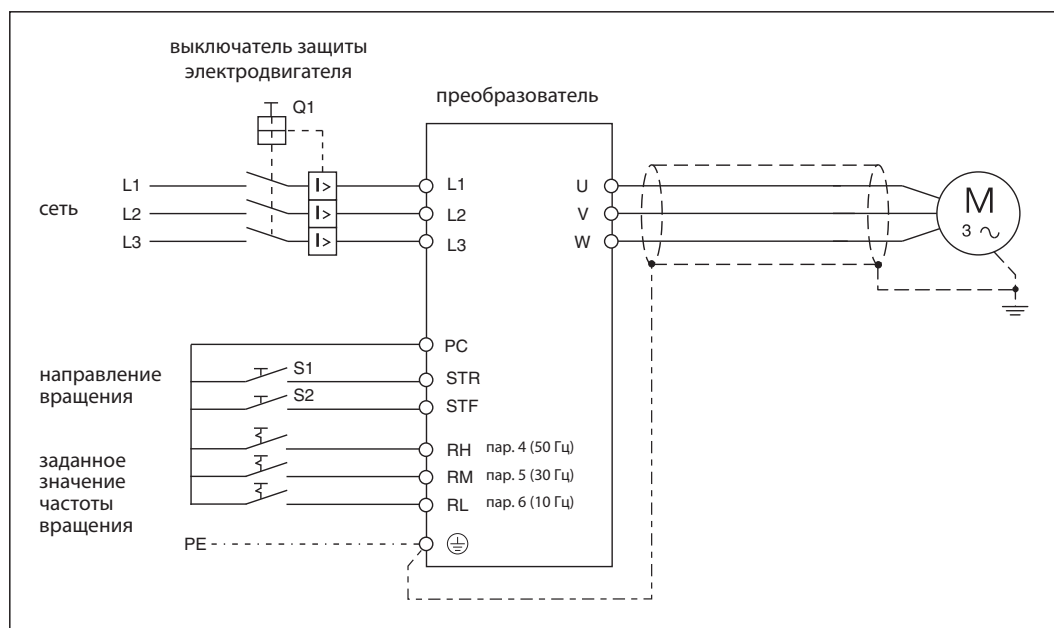 выключатель защиты
электродвигателя
Q1
преобразователь
сеть
L1
L2
L3
I>
I>
I>
L1
L2
L3
U
V
W
M
3 ~
PC
направление
вращения
S1
STR
S2
STF
заданное
значение
частоты
вращения
RH пар. 4 (50 Гц)
RM пар. 5 (30 Гц)
RL пар. 6 (10 Гц)
PE